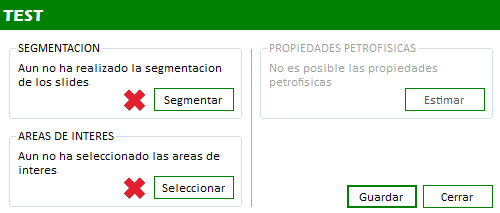 TEST
SEGMENTACION
Aun no ha realizado la segmentacion
de los slides
Segmentar
AREAS DE INTERES
Aun no ha seleccionado las areas de
interes
Seleccionar
PROPIEDADES PETROFISICAS
No es posible las propiedades
petrofisicas
Estimar
Guardar
Cerrar